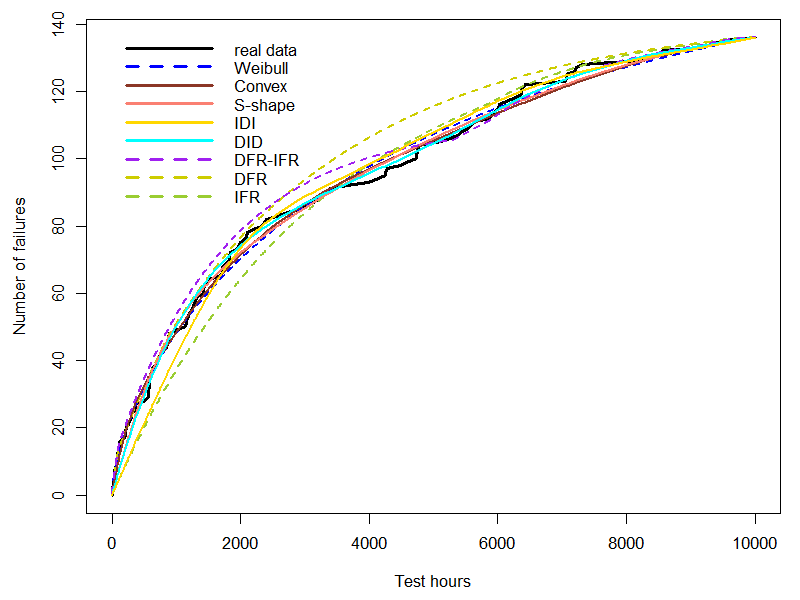 140
120
100
80
60
40
20
0
Number of failures
real data
Weibull
Convex
S-shape
IDI
DID
DFR-IFR
DFR
IFR
0 2000 4000 6000 8000 10000
Test hours